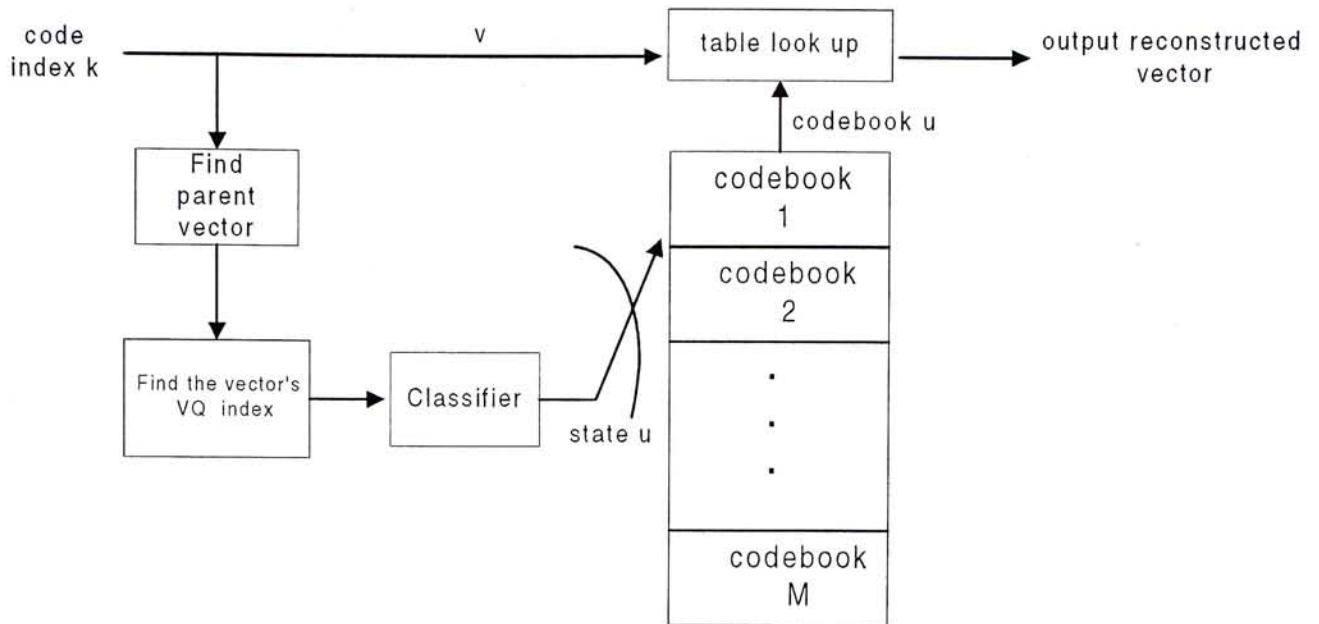 code
index k
v
table look up
output reconstructed
vector
codebook u
Find
parent
vector
codebook
1
codebook
2
Find the vector's
VQ index
Classifier
state u
codebook
M